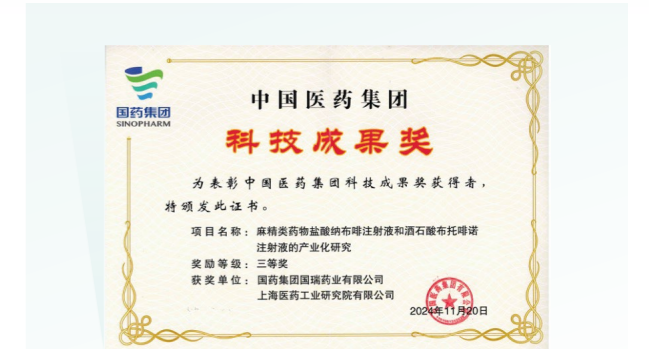 国药集团
SINOPHARM
中国医药集团
科技成果奖
为表彰中国医药集团科技成果奖获得者，
特颁发此证书。
项目名称：麻精类药物盐酸纳布啡注射液和酒石酸布托啡诺
注射液的产业化研究
奖励等级：三等奖
获奖单位：国药集团国瑞药业有限公司
上海医药工业研究院有限公司
2024年11月20日